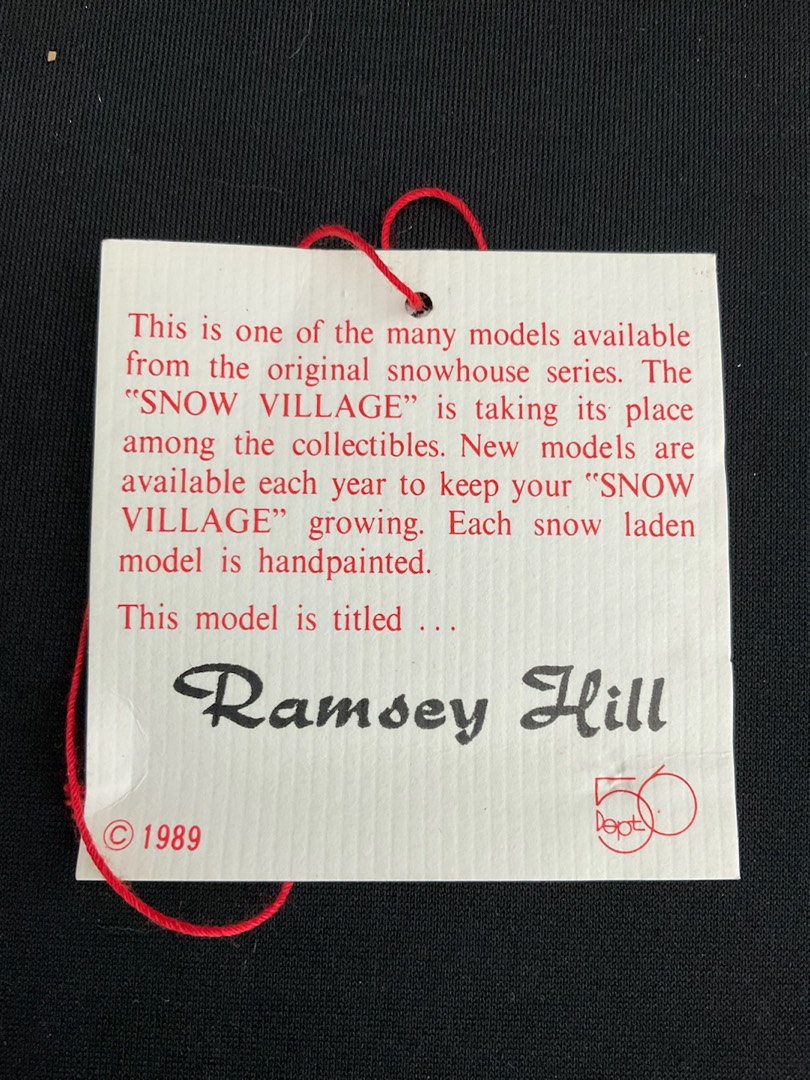 This is one of the many models available
from the original snowhouse series. The
"SNOW VILLAGE" is taking its place
among the collectibles. New models are
available each year to keep your "SNOW
VILLAGE" growing. Each snow laden
model is handpainted.
This model is titled ...
Ramsey Hill
Dept 56
© 1989